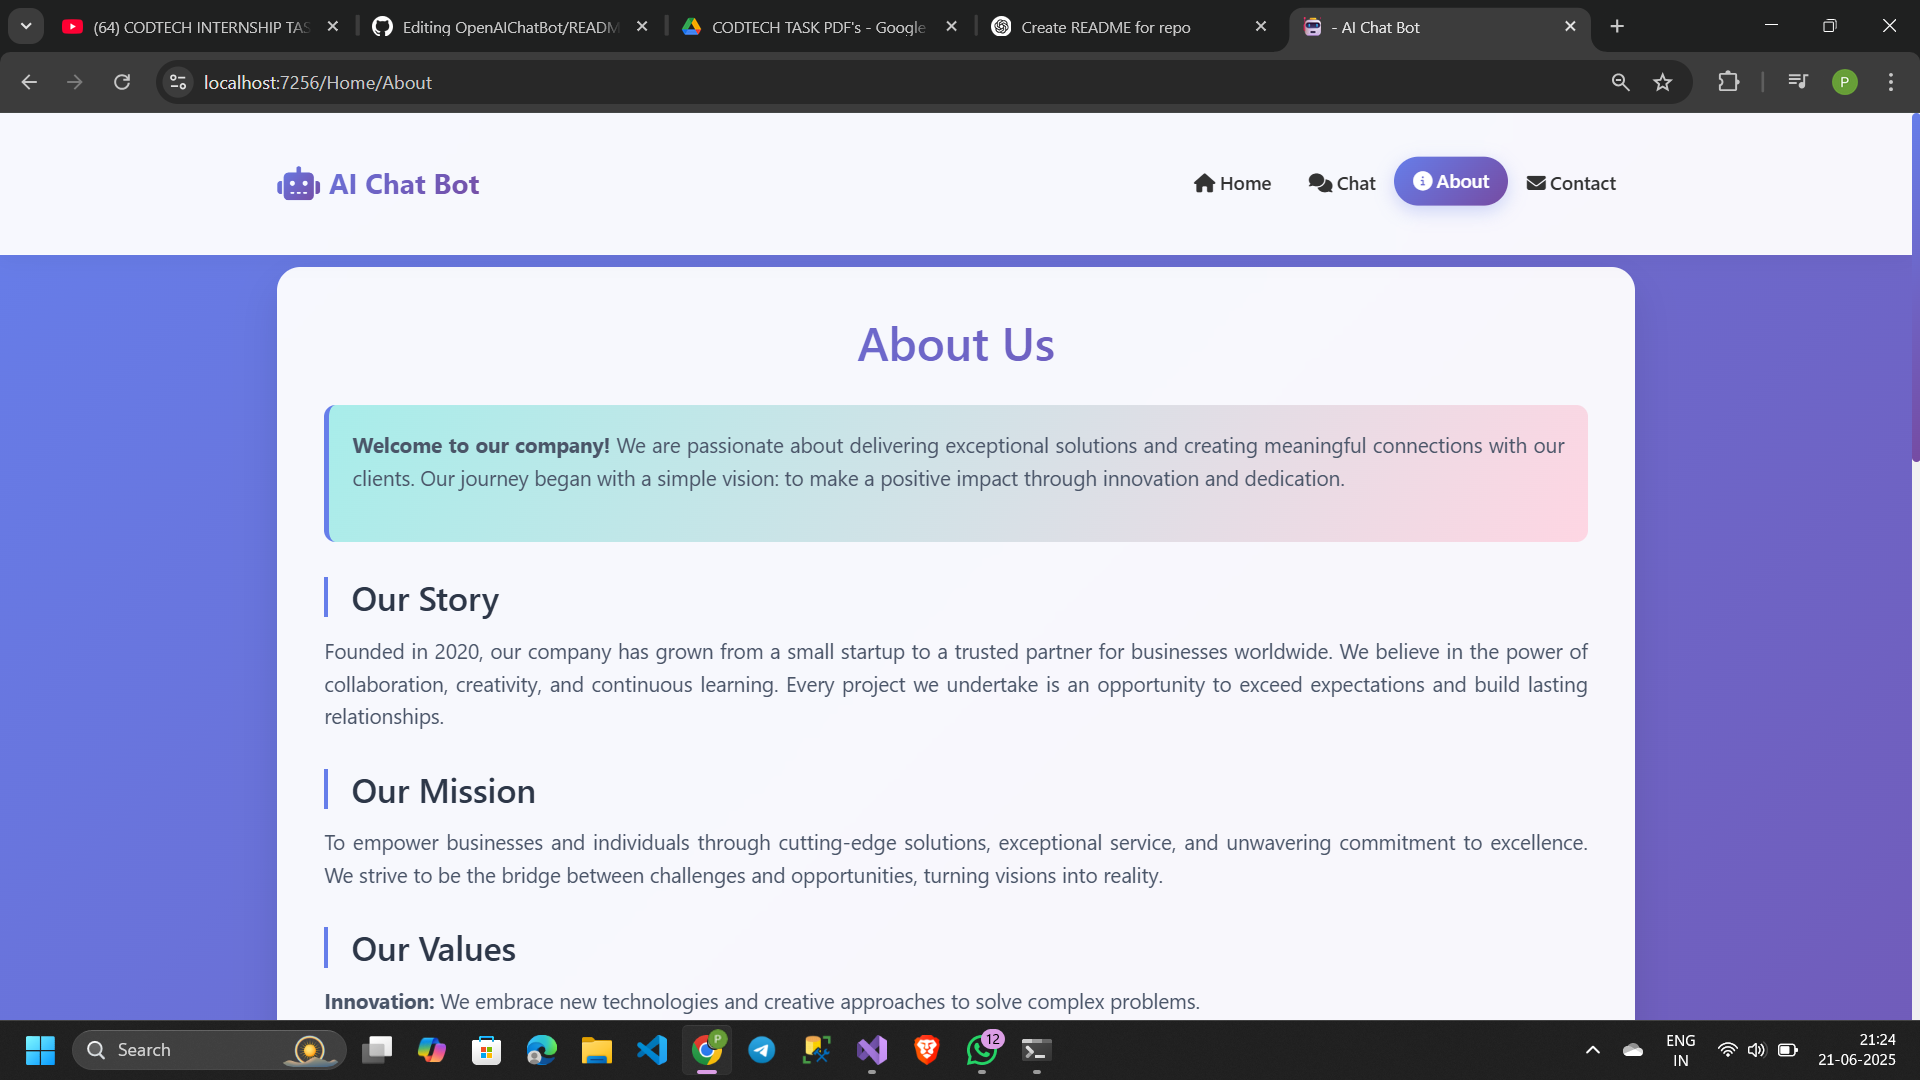 (64) CODTECH INTERNSHIP TAS
Editing OpenAIChatBot/READM
CODTECH TASK PDF's - Google
Create README for repo
- AI Chat Bot
localhost:7256/Home/About
P
AI Chat Bot
Home
Chat
About
Contact
About Us
Welcome to our company! We are passionate about delivering exceptional solutions and creating meaningful connections with our
clients. Our journey began with a simple vision: to make a positive impact through innovation and dedication.
Our Story
Founded in 2020, our company has grown from a small startup to a trusted partner for businesses worldwide. We believe in the power of
collaboration, creativity, and continuous learning. Every project we undertake is an opportunity to exceed expectations and build lasting
relationships.
Our Mission
To empower businesses and individuals through cutting-edge solutions, exceptional service, and unwavering commitment to excellence.
We strive to be the bridge between challenges and opportunities, turning visions into reality.
Our Values
Innovation: We embrace new technologies and creative approaches to solve complex problems.
Search
P
12
ENG
IN
21:24
21-06-2025